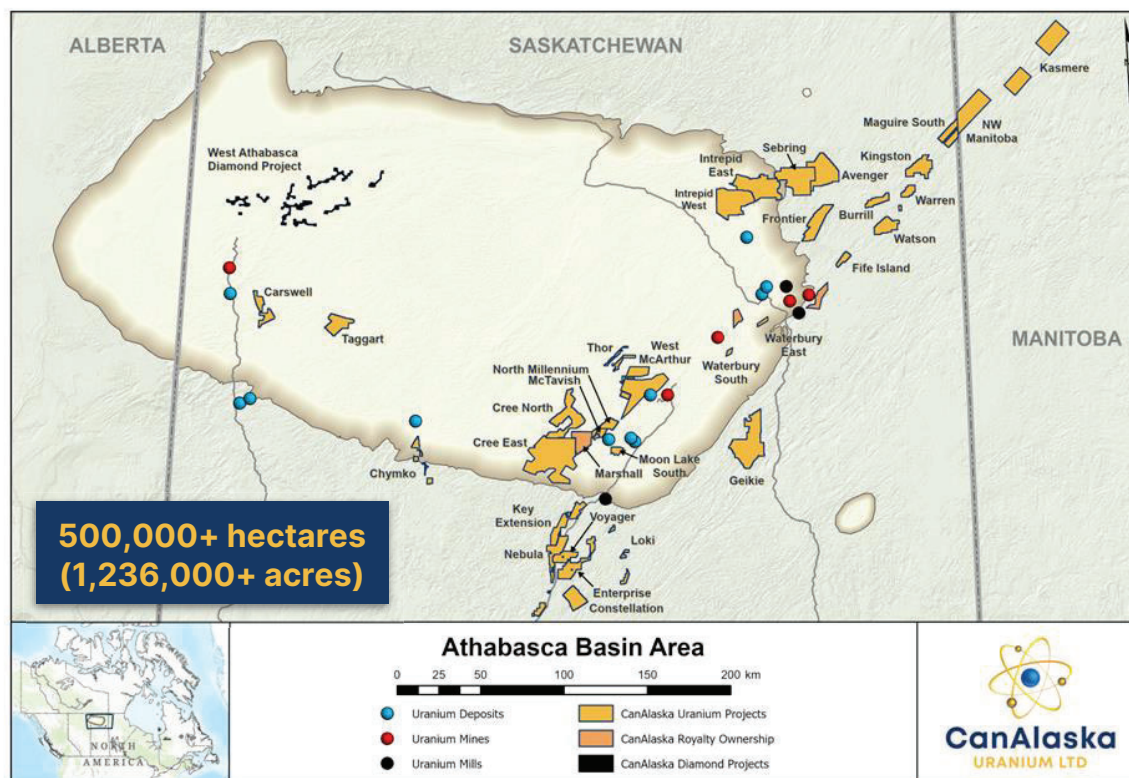 ALBERTA
SASKATCHEWAN
MANITOBA
Kasmere
Maguire South
NW
Manitoba
Kingston
Sebring
Intrepid
East
Avenger
Intrepid
West
Warren
Burrill
Frontier
Watson
Fife Island
West Athabasca
Diamond Project
Carswell
Taggart
Waterbury
East
Waterbury
South
Thor
West
McArthur
North Millennium
McTavish
Cree North
Cree East
Moon Lake
South
Marshall
Geikie
Chymko
Key
Extension
Voyager
Loki
Nebula
Enterprise
Constellation
500,000+ hectares
(1,236,000+ acres)
NORTH
AMERICA
Athabasca Basin Area
0 25 50 100 150 200 km
Uranium Deposits
Uranium Mines
Uranium Mills
CanAlaska Uranium Projects
CanAlaska Royalty Ownership
CanAlaska Diamond Projects
CanAlaska
URANIUM LTD